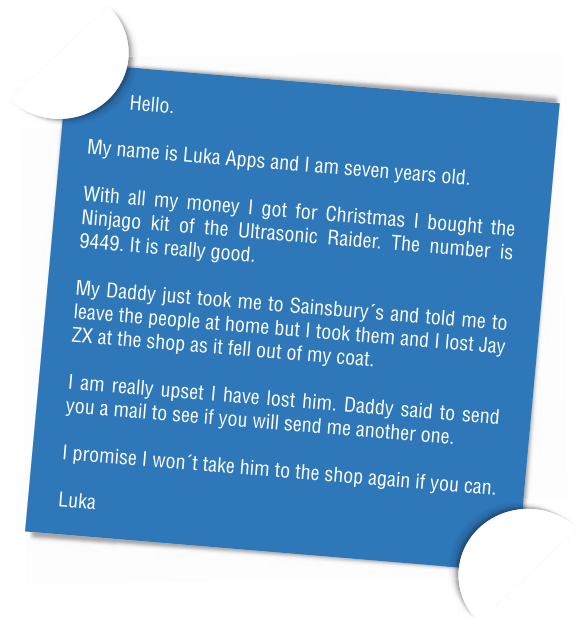 Hello.
My name is Luka Apps and I am seven years old.
With all my money I got for Christmas I bought the
Ninjago kit of the Ultrasonic Raider. The number is
9449. It is really good.
My Daddy just took me to Sainsbury´s and told me to
leave the people at home but I took them and I lost Jay
ZX at the shop as it fell out of my coat.
I am really upset I have lost him. Daddy said to send
you a mail to see if you will send me another one.
I promise I won´t take him to the shop again if you can.
Luka